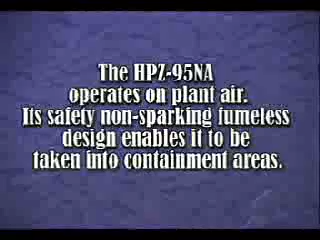 The HPZ-95NA
operates on plant air.
Its safety non-sparking fumeless
design enables it to be
taken into containment areas.